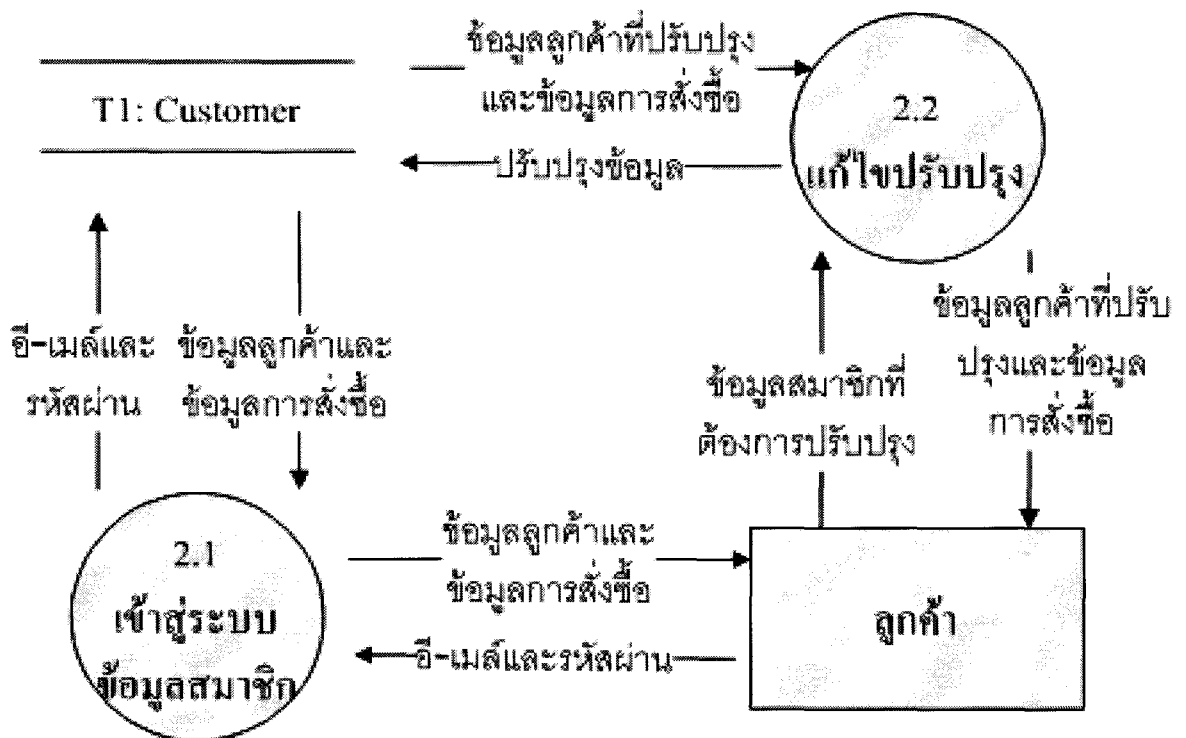 ข้อมูลลูกค้าที่ปรับปรุง
และข้อมูลการสั่งซื้อ
T1: Customer
2.2
แก้ไขปรับปรุง
ปรับปรุงข้อมูล
อี-เมล์และ
รหัสผ่าน
ข้อมูลลูกค้าและ
ข้อมูลการสั่งซื้อ
ข้อมูลสมาชิกที่
ต้องการปรับปรุง
ข้อมูลลูกค้าที่ปรับ
ปรุงและข้อมูล
การสั่งซื้อ
2.1
เข้าสู่ระบบ
ข้อมูลสมาชิก
ข้อมูลลูกค้าและ
ข้อมูลการสั่งซื้อ
อี-เมล์และรหัสผ่าน
ลูกค้า